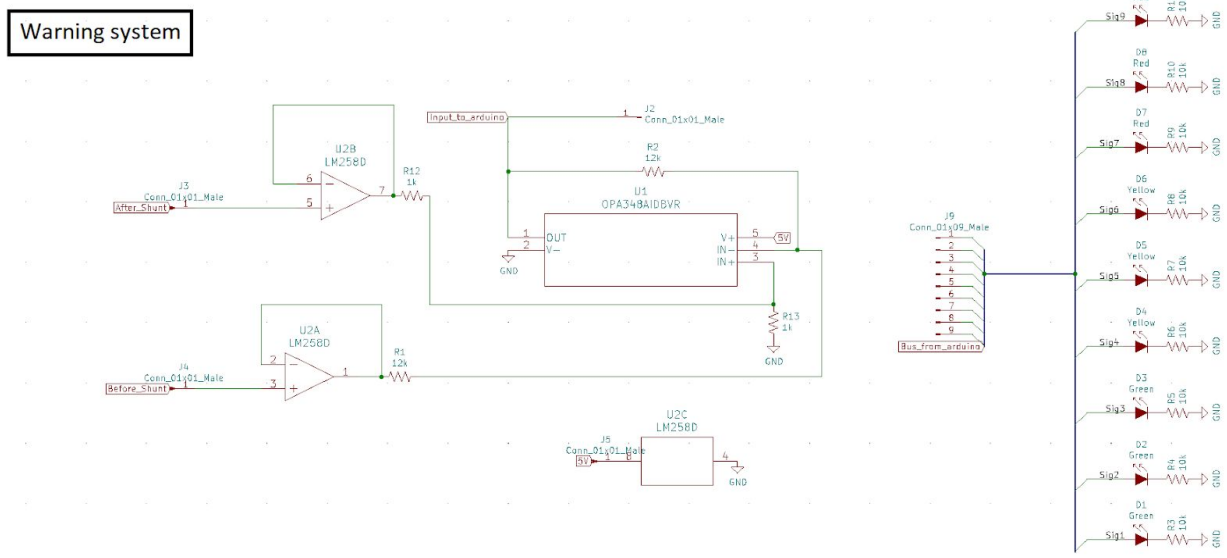 Warning system
U2B
LM258D
6
5
7
R12
1k
J3
Conn_01x01_Male
After_Shunt
1
Input_to_arduino
1
J2
Conn_01x01_Male
R2
12k
U1
OPA348AIDBVR
1
OUT
2
V-
GND
V+
5
5V
IN-
4
IN+
3
R13
1k
GND
U2A
LM258D
2
3
1
R1
12k
J4
Conn_01x01_Male
Before_Shunt
1
U2C
LM258D
J5
Conn_01x01_Male
5V
1
8
4
GND
J9
Conn_01x09_Male
1
2
3
4
5
6
7
8
9
Bus_from_arduino
Sig9
GND
D8
Red
Sig8
R10
10k
GND
D7
Red
Sig7
R9
10k
GND
D6
Yellow
Sig6
R8
10k
GND
D5
Yellow
Sig5
R7
10k
GND
D4
Yellow
Sig4
R6
10k
GND
D3
Green
Sig3
R5
10k
GND
D2
Green
Sig2
R4
10k
GND
D1
Green
Sig1
R3
10k
GND